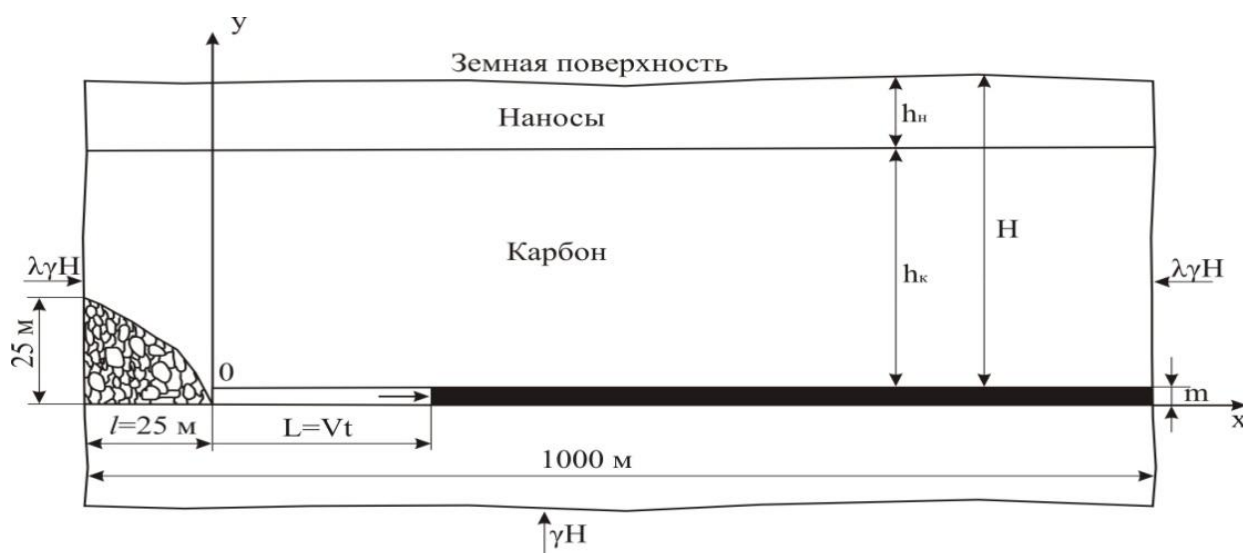 y
Земная поверхность
Наносы
hн
H
Карбон
hк
λγH
λγH
25 м
0
m
x
l=25 м
L=Vt
1000 м
γH